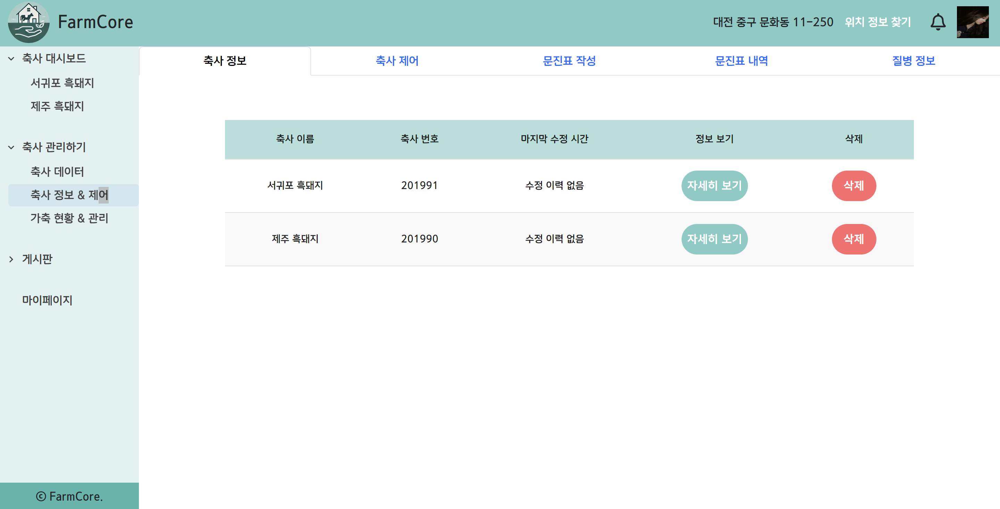 FarmCore
대전 중구 문화동 11-250 위치 정보 찾기
축사 대시보드
서귀포 흑돼지
제주 흑돼지
축사 관리하기
축사 데이터
축사 정보 & 제어
가축 현황 & 관리
게시판
마이페이지
© FarmCore.
축사 정보 축사 제어 문진표 작성 문진표 내역 질병 정보
축사 이름 축사 번호 마지막 수정 시간 정보 보기 삭제
서귀포 흑돼지 201991 수정 이력 없음 자세히 보기 삭제
제주 흑돼지 201990 수정 이력 없음 자세히 보기 삭제